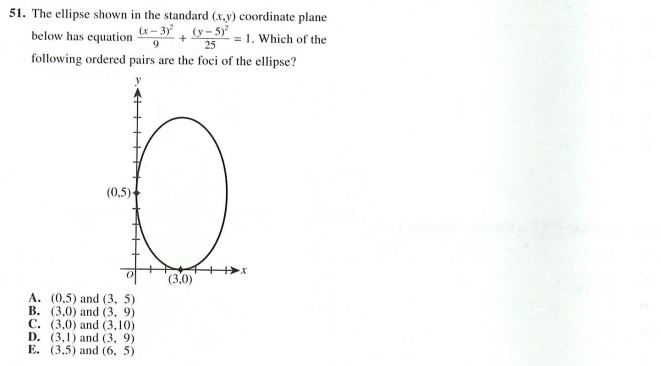 51. The ellipse shown in the standard (x,y) coordinate plane
below has equation (x – 3)²/9 + (y – 5)²/25 = 1. Which of the
following ordered pairs are the foci of the ellipse?
y
(0,5)
O
(3,0)
x
A. (0,5) and (3, 5)
B. (3,0) and (3, 9)
C. (3,0) and (3,10)
D. (3,1) and (3, 9)
E. (3,5) and (6, 5)